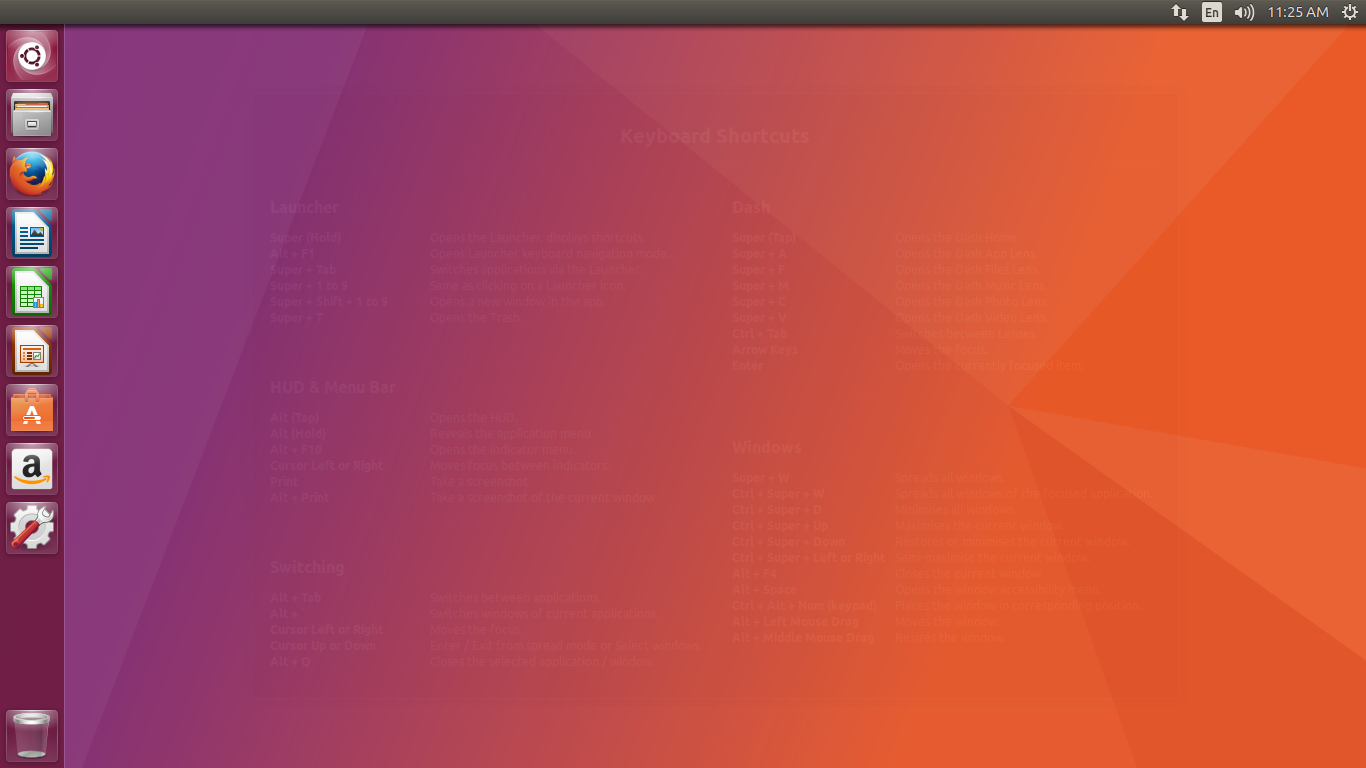 En
11:25 AM
Keyboard Shortcuts
Launcher
Super (Hold) Opens the Launcher, displays shortcuts.
Alt + F1 Opens Launcher keyboard navigation mode.
Super + Tab Switches applications via the Launcher.
Super + 1 to 9 Same as clicking on a Launcher icon.
Super + Shift + 1 to 9 Opens a new window in the app.
Super + T Opens the Trash.
HUD & Menu Bar
Alt (Tap) Opens the HUD.
Alt (Hold) Reveals the application menu.
Alt + F10 Opens the indicator menu.
Cursor Left or Right Moves focus between indicators.
Print Take a screenshot.
Alt + Print Take a screenshot of the current window.
Switching
Alt + Tab Switches between applications.
Alt + Switches windows of current applications.
Cursor Left or Right Moves the focus.
Cursor Up or Down Enter / Exit from spread mode or Select windows.
Alt + Q Closes the selected application / window.
Dash
Super (Tap) Opens the Dash Home.
Super + A Opens the Dash App Lens.
Super + F Opens the Dash Files Lens.
Super + M Opens the Dash Music Lens.
Super + C Opens the Dash Photo Lens.
Super + V Opens the Dash Video Lens.
Ctrl + Tab Switches between Lenses.
Arrow Keys Moves the focus.
Enter Opens the currently focused item.
Windows
Super + W Spreads all windows.
Ctrl + Super + W Spreads all windows of the focused application.
Ctrl + Super + D Minimises all windows.
Ctrl + Super + Up Maximises the current window.
Ctrl + Super + Down Restores or minimises the current window.
Ctrl + Super + Left or Right Semi-maximise the current window.
Alt + F4 Closes the current window.
Alt + Space Opens the window accessibility menu.
Ctrl + Alt + Num (keypad) Places the window in corresponding position.
Alt + Left Mouse Drag Moves the window.
Alt + Middle Mouse Drag Resizes the window.